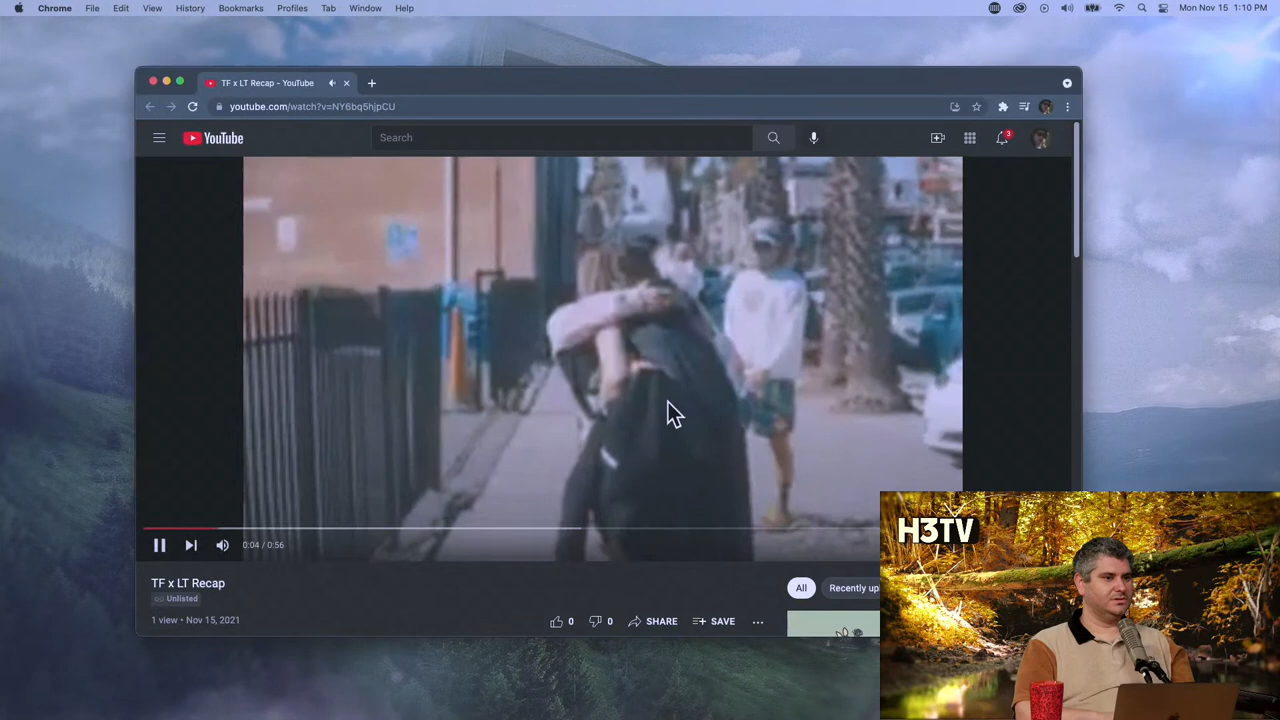 Chrome File Edit View History Bookmarks Profiles Tab Window Help Mon Nov 15 1:10 PM
TF x LT Recap - YouTube
youtube.com/watch?v=NY6bq5hjpCU
YouTube Search 3
0:04 / 0:56
H3TV
TF x LT Recap
All Recently up
Unlisted
1 view • Nov 15, 2021 0 0 SHARE SAVE